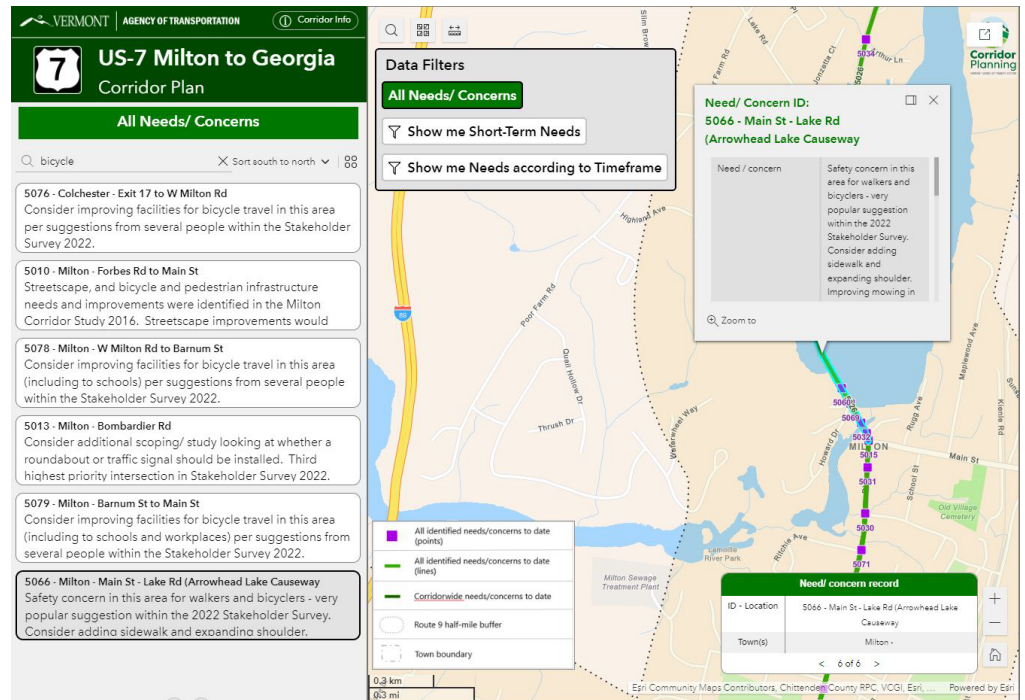 VERMONT AGENCY OF TRANSPORTATION
Corridor Info
7
US-7 Milton to Georgia
Corridor Plan
All Needs/ Concerns
bicycle
Sort south to north
5076 - Colchester - Exit 17 to W Milton Rd
Consider improving facilities for bicycle travel in this area
per suggestions from several people within the Stakeholder
Survey 2022.
5010 - Milton - Forbes Rd to Main St
Streetscape, and bicycle and pedestrian infrastructure
needs and improvements were identified in the Milton
Corridor Study 2016. Streetscape improvements would
5078 - Milton - W Milton Rd to Barnum St
Consider improving facilities for bicycle travel in this area
(including to schools) per suggestions from several people
within the Stakeholder Survey 2022.
5013 - Milton - Bombardier Rd
Consider additional scoping/ study looking at whether a
roundabout or traffic signal should be installed. Third
highest priority intersection in Stakeholder Survey 2022.
5079 - Milton - Barnum St to Main St
Consider improving facilities for bicycle travel in this area
(including to schools and workplaces) per suggestions from
several people within the Stakeholder Survey 2022.
5066 - Milton - Main St - Lake Rd (Arrowhead Lake Causeway
Safety concern in this area for walkers and bicyclers - very
popular suggestion within the 2022 Stakeholder Survey.
Consider adding sidewalk and expanding shoulder.
Data Filters
All Needs/ Concerns
Show me Short-Term Needs
Show me Needs according to Timeframe
Slim Brow
Lake Rd
Jonzetta Ct
Arthur Ln
5034
5026
Farm Rd
Corridor
Planning
Need/ Concern ID:
5066 - Main St - Lake Rd
(Arrowhead Lake Causeway
Need / concern
Safety concern in this
area for walkers and
bicyclers - very
popular suggestion
within the 2022
Stakeholder Survey.
Consider adding
sidewalk and
expanding shoulder.
Improving mowing in
Zoom to
Highland Ave
Poor Farm Rd
89
Quail Hollow Dr
Thrush Dr
Waterwheel Way
Howard Dr
Rugg Ave
Maplewood Ave
Kienle Rd
School St
Main St
5069
5032
MILTON
5015
5031
5030
5071
Old Village
Cemetery
Ritchie Ave
Lamoille
River Park
Milton Sewage
Treatment Plant
All identified needs/concerns to date
(points)
All identified needs/concerns to date
(lines)
Corridorwide needs/concerns to date
Route 9 half-mile buffer
Town boundary
Need/ concern record
ID - Location
5066 - Main St - Lake Rd (Arrowhead Lake
Causeway
Town(s)
Milton -
< 6 of 6 >
0.3 km
0.3 mi
Esri Community Maps Contributors, Chittenden County RPC, VCGI, Esri, ... Powered by Esri